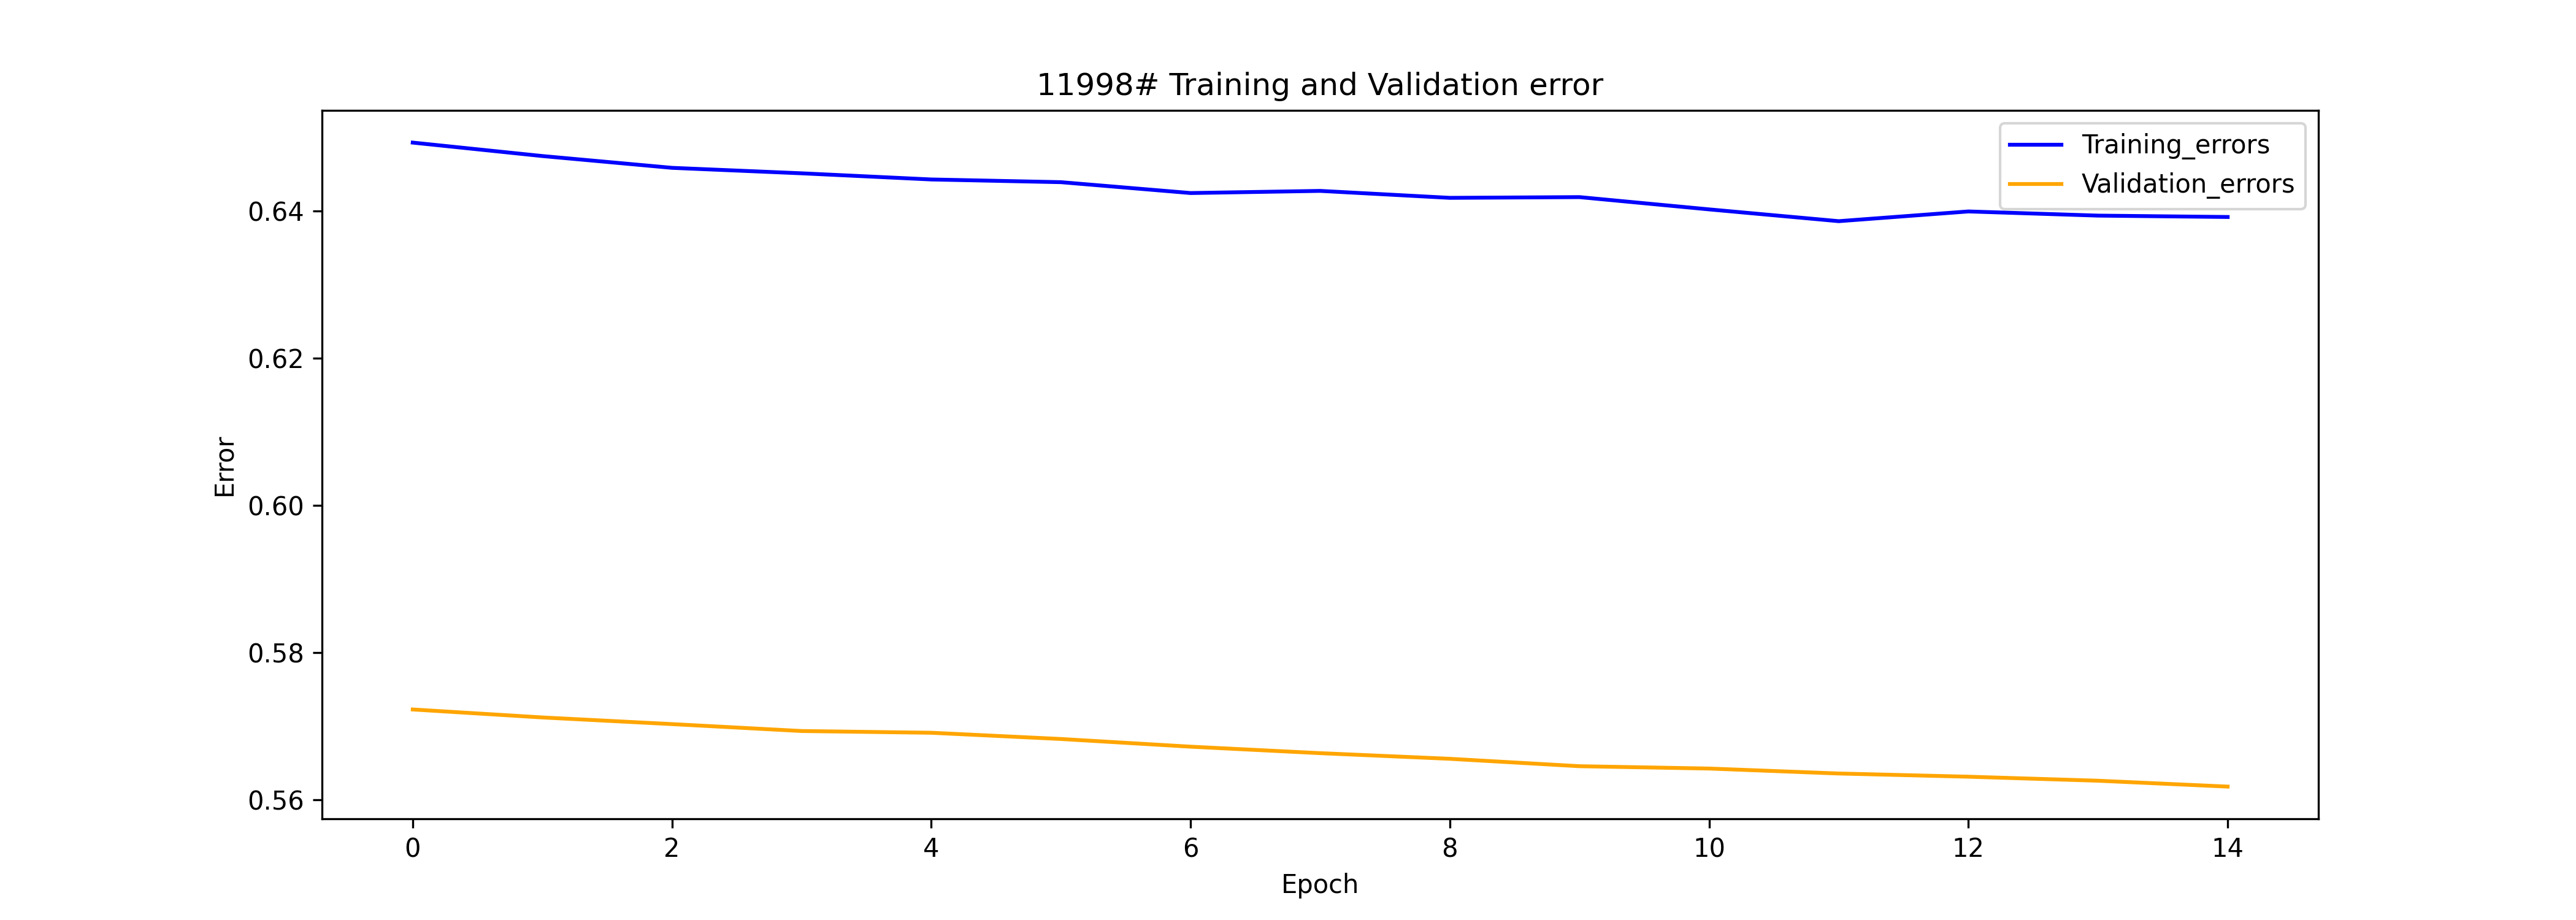 11998# Training and Validation error
Training_errors
Validation_errors
0.64
0.62
0.60
0.58
0.56
Error
0
2
4
6
8
10
12
14
Epoch